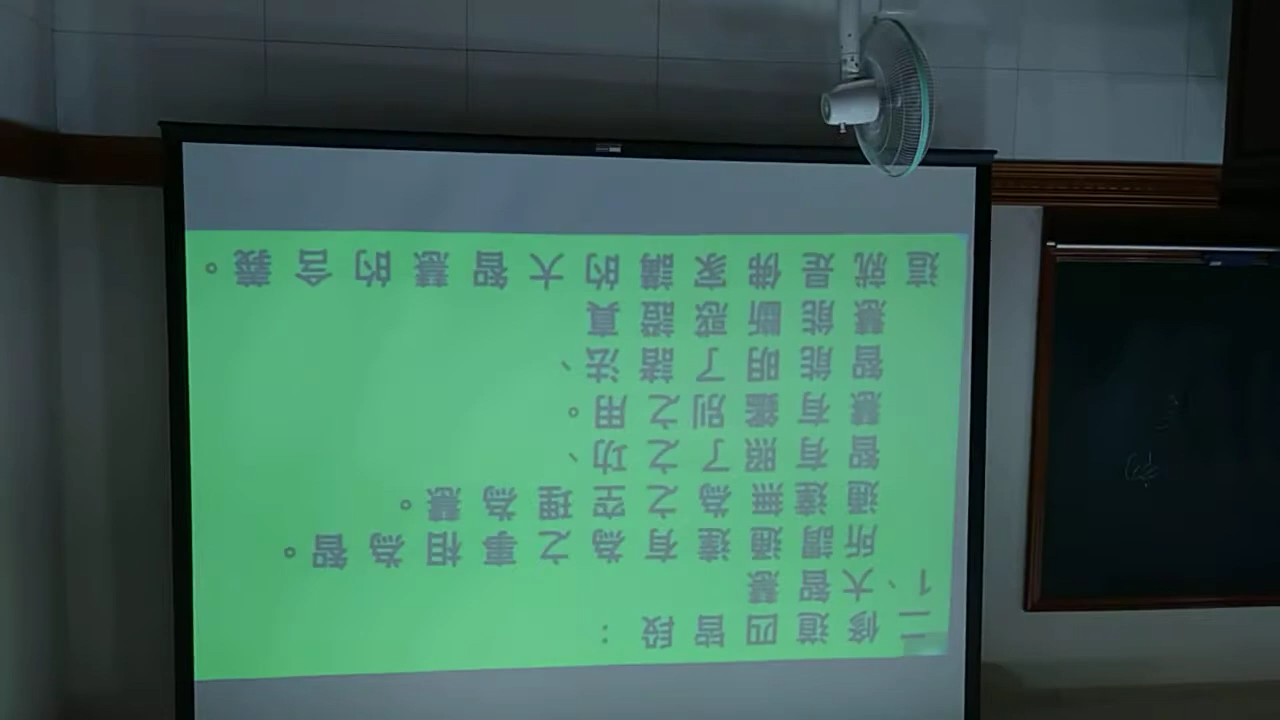 二 修道四皆段：
1、大智慧
所謂通達有為之事相為智。
通達無為之空理為慧。
智有照了之功、
慧有鑑別之用。
智能明了諸法、
慧能斷惑證真
這就是佛家講的大智慧的含義。